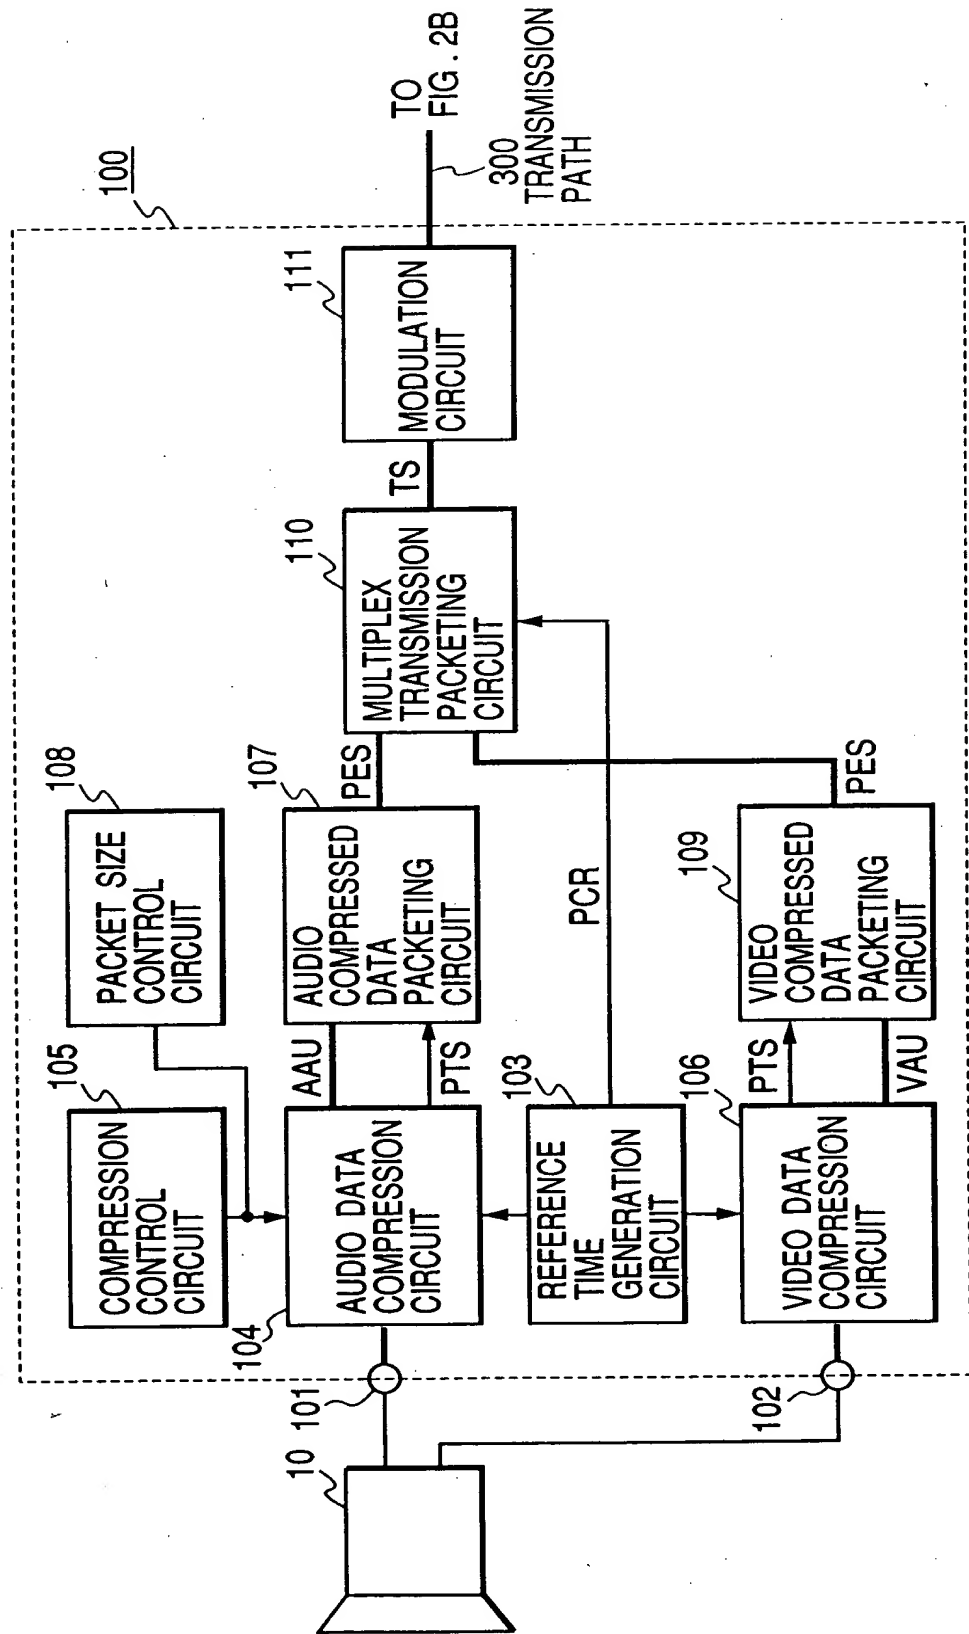 100
COMPRESSION
CONTROL
CIRCUIT
105
PACKET SIZE
CONTROL
CIRCUIT
108
10
101
104
AUDIO DATA
COMPRESSION
CIRCUIT
AAU
PTS
AUDIO
COMPRESSED
DATA
PACKETING
CIRCUIT
107
PES
MULTIPLEX
TRANSMISSION
PACKETING
CIRCUIT
110
TS
MODULATION
CIRCUIT
111
TO
FIG. 2B
300
TRANSMISSION
PATH
REFERENCE
TIME
GENERATION
CIRCUIT
103
PCR
102
VIDEO DATA
COMPRESSION
CIRCUIT
106
PTS
VAU
VIDEO
COMPRESSED
DATA
PACKETING
CIRCUIT
109
PES